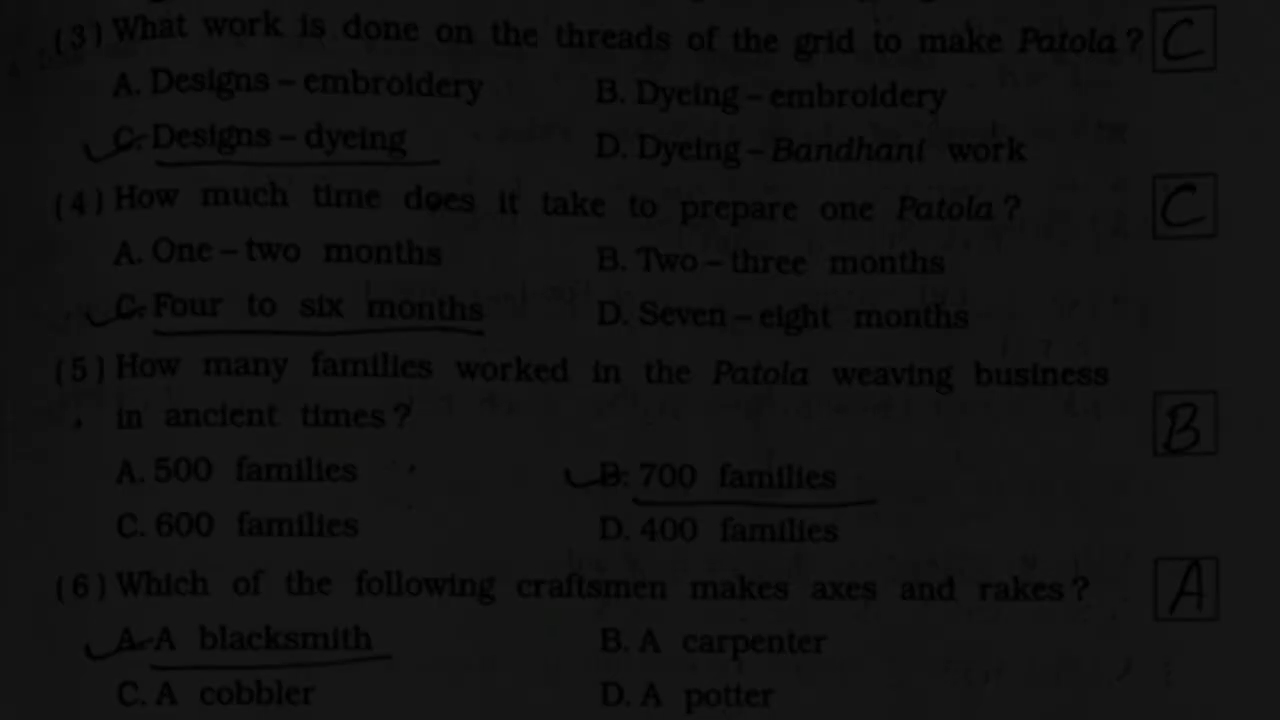 (3) What work is done on the threads of the grid to make Patola? C
A. Designs – embroidery B. Dyeing – embroidery
C. Designs – dyeing D. Dyeing – Bandhani work
(4) How much time does it take to prepare one Patola? C
A. One – two months B. Two – three months
C. Four to six months D. Seven – eight months
(5) How many families worked in the Patola weaving business
in ancient times? B
A. 500 families B. 700 families
C. 600 families D. 400 families
(6) Which of the following craftsmen makes axes and rakes? A
A. A blacksmith B. A carpenter
C. A cobbler D. A potter